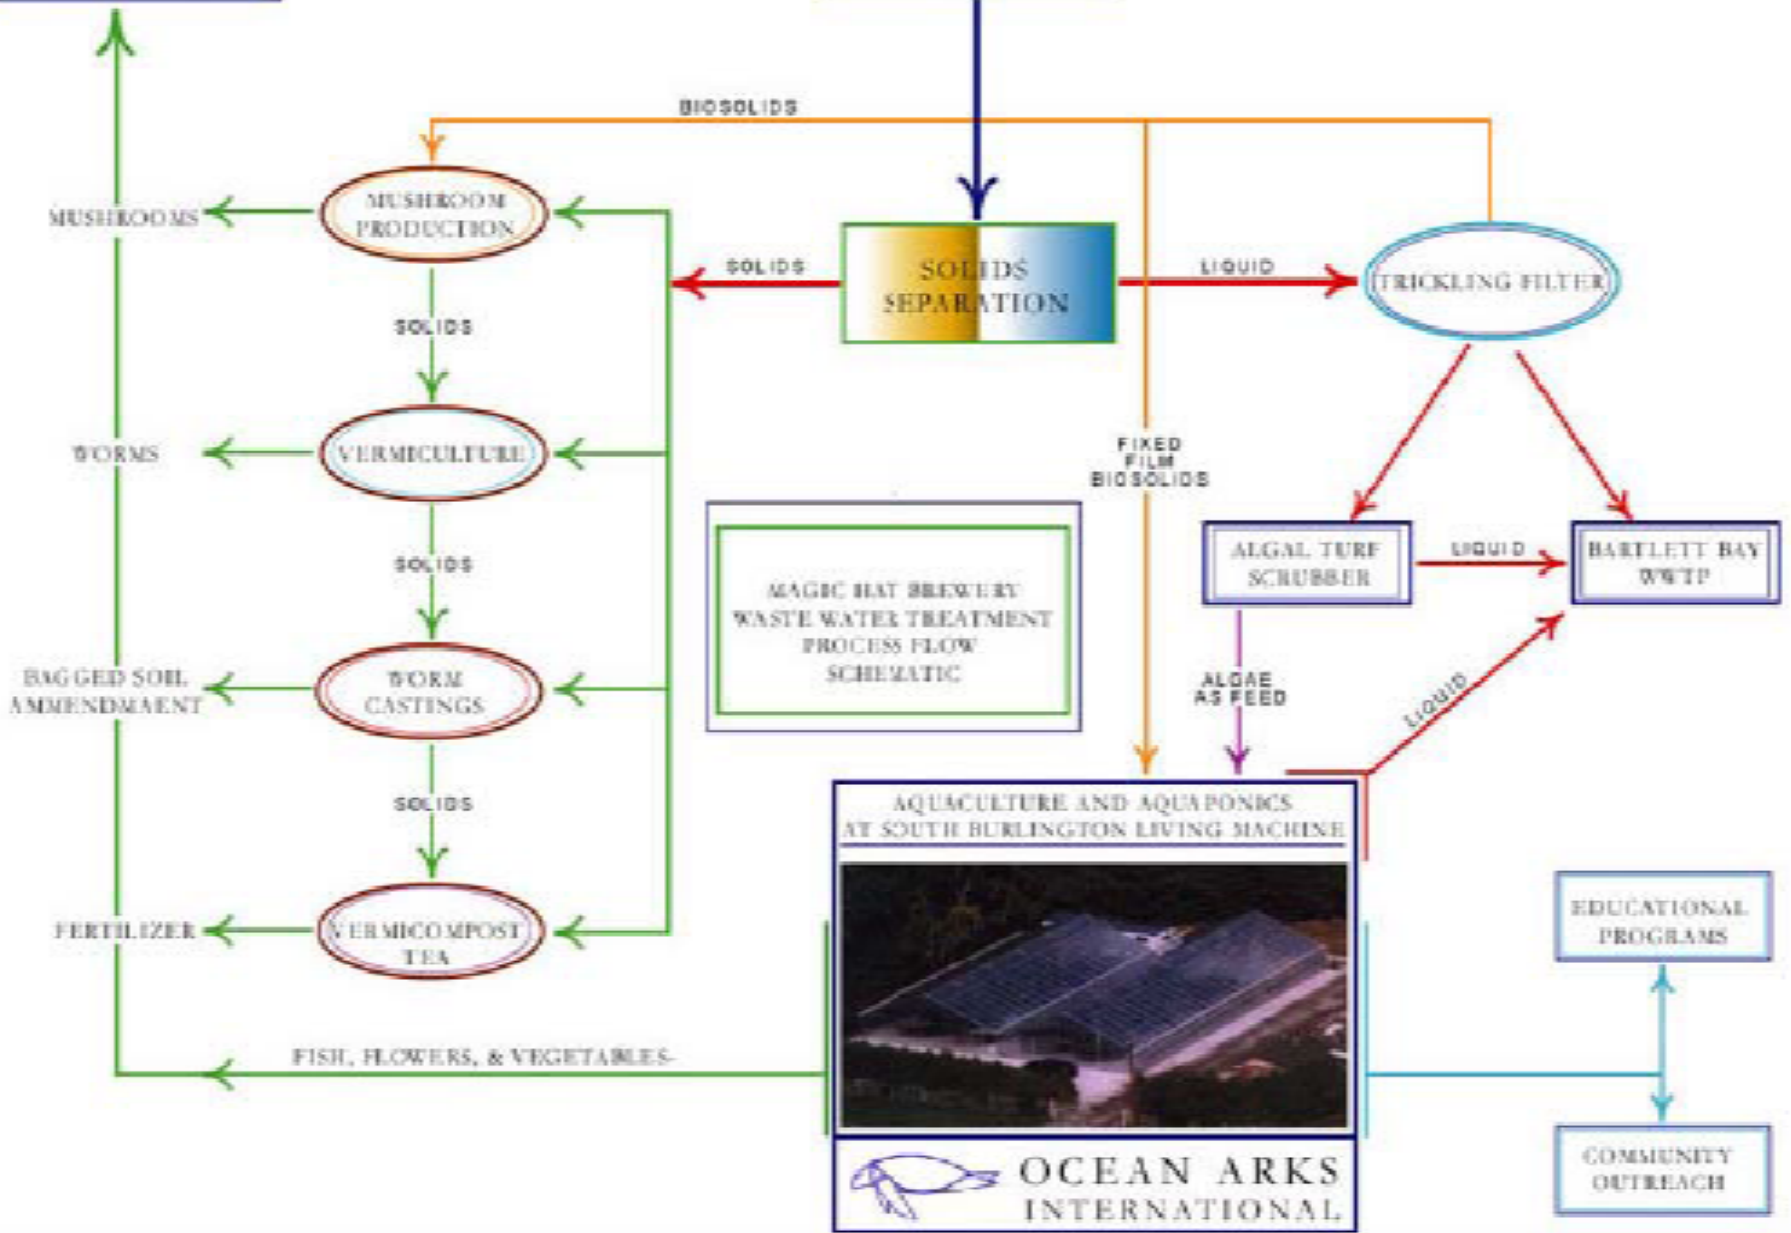 BIOSOLIDS
MUSHROOMS
MUSHROOM
PRODUCTION
SOLIDS
SOLIDS
SEPARATION
LIQUID
TRICKLING FILTER
SOLIDS
WORMS
VERMICULTURE
FIXED
FILM
BIOSOLIDS
ALGAL TURF
SCRUBBER
LIQUID
BARTLETT BAY
WWTP
SOLIDS
MAGIC HAT BREWERY
WASTE WATER TREATMENT
PROCESS FLOW
SCHEMATIC
BAGGED SOIL
AMMENDMAENT
WORM
CASTINGS
ALGAE
AS FEED
LIQUID
SOLIDS
AQUACULTURE AND AQUAPONICS
AT SOUTH BURLINGTON LIVING MACHINE
FERTILIZER
VERMICOMPOST
TEA
EDUCATIONAL
PROGRAMS
FISH, FLOWERS, & VEGETABLES-
COMMUNITY
OUTREACH
OCEAN ARKS
INTERNATIONAL